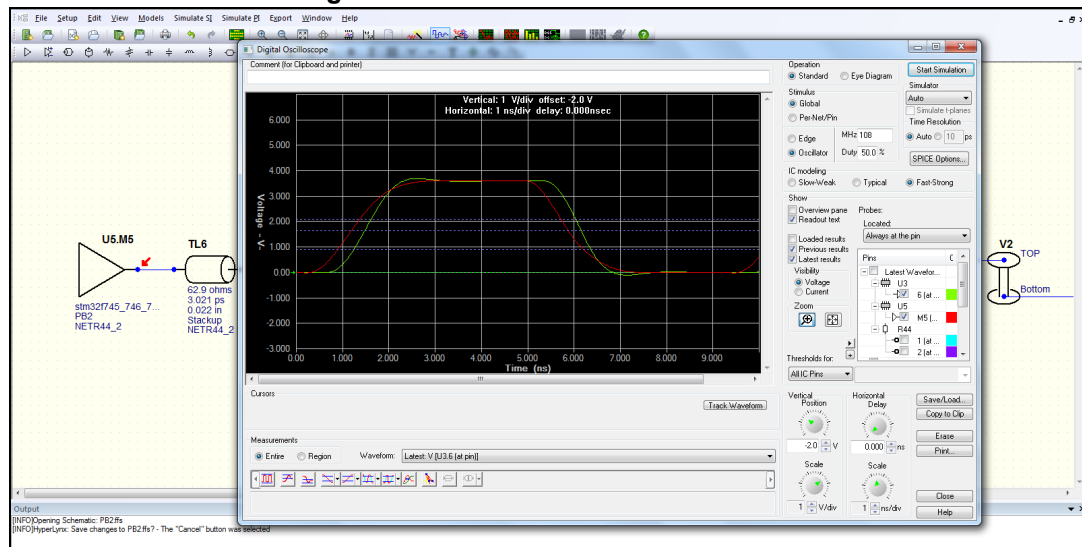 File Setup Edit View Models Simulate SI Simulate PI Export Window Help
Digital Oscilloscope
Comment (for Clipboard and printer)
Vertical: 1 V/div offset: -2.0 V
Horizontal: 1 ns/div delay: 0.000nsec
6.000
5.000
4.000
3.000
2.000
1.000
0.00
-1.000
-2.000
-3.000
Voltage -V-
0.00 1.000 2.000 3.000 4.000 5.000 6.000 7.000 8.000 9.000
Time (ns)
Cursors
Track Waveform
Measurements
Entire Region Waveform: Latest: V [U3.6 (at pin)]
Operation
Standard Eye Diagram
Stimulus
Global
Per-Net/Pin
Edge MHz 108
Oscillator Duty 50.0 %
Start Simulation
Simulator
Auto
Simulate t-planes
Time Resolution
Auto 10 ps
SPICE Options...
IC modeling
Slow-Weak Typical Fast-Strong
Show
Overview pane
Readout text
Loaded results
Previous results
Latest results
Visibility
Voltage
Current
Zoom
Probes:
Located:
Always at the pin
Pins
Latest Wavefor...
U3
6 (at ...
U5
M5 (...
R44
1 (at ...
2 (at ...
Thresholds for:
All IC Pins
Vertical
Position
-2.0 V
Scale
1 V/div
Horizontal
Delay
0.000 ns
Scale
1 ns/div
Save/Load...
Copy to Clip
Erase
Print...
Close
Help
U5.M5
stm32f745_746_7...
PB2
NETR44_2
TL6
62.9 ohms
3.021 ps
0.022 in
Stackup
NETR44_2
V2
TOP
Bottom
Output
[INFO]Opening Schematic: PB2.ffs
[INFO]HyperLynx: Save changes to PB2.ffs? - The "Cancel" button was selected